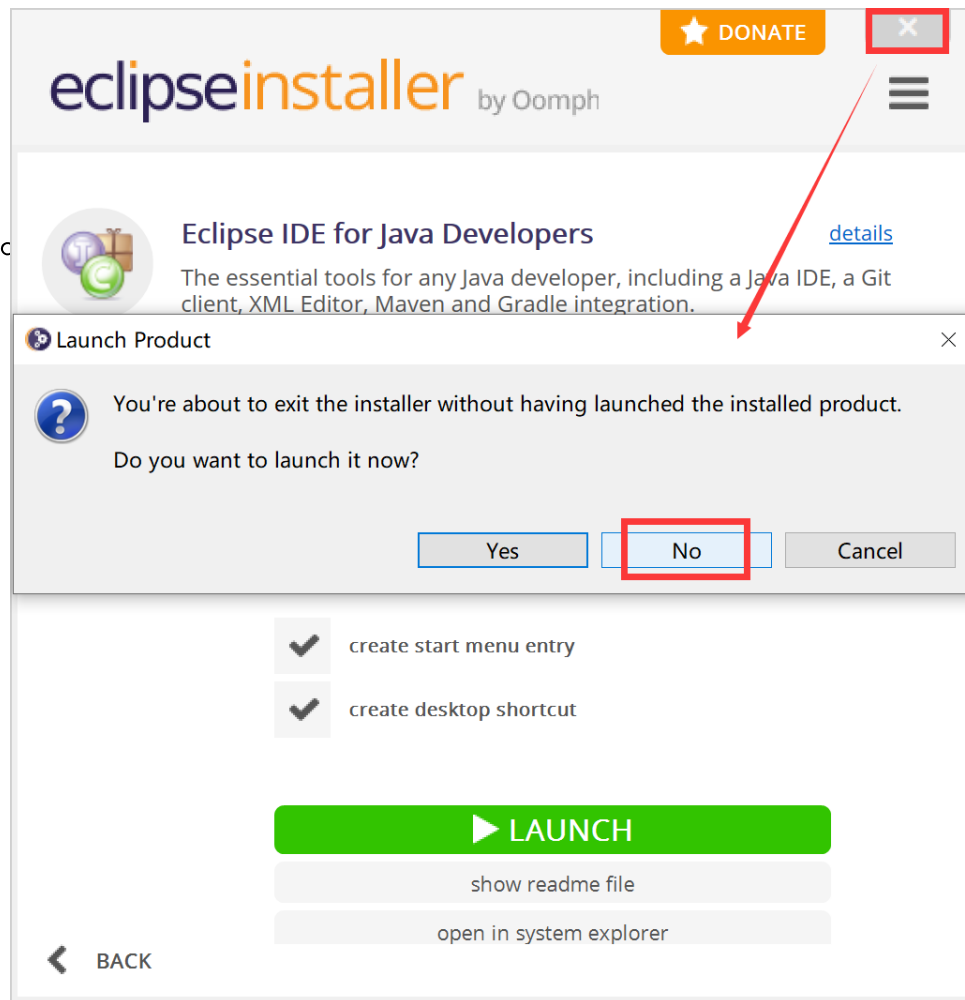 DONATE
eclipseinstaller by Oomph
Eclipse IDE for Java Developers
details
The essential tools for any Java developer, including a Java IDE, a Git
client, XML Editor, Maven and Gradle integration.
Launch Product
You're about to exit the installer without having launched the installed product.
Do you want to launch it now?
Yes
No
Cancel
create start menu entry
create desktop shortcut
LAUNCH
show readme file
open in system explorer
BACK